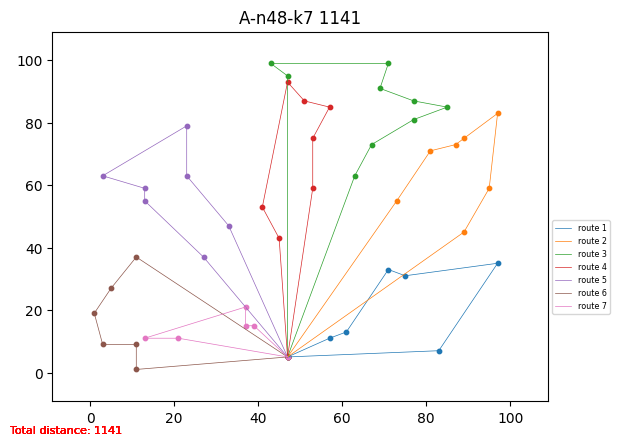 A-n48-k7 1141
100
80
60
40
20
0
0 20 40 60 80 100
route 1
route 2
route 3
route 4
route 5
route 6
route 7
Total distance: 1141